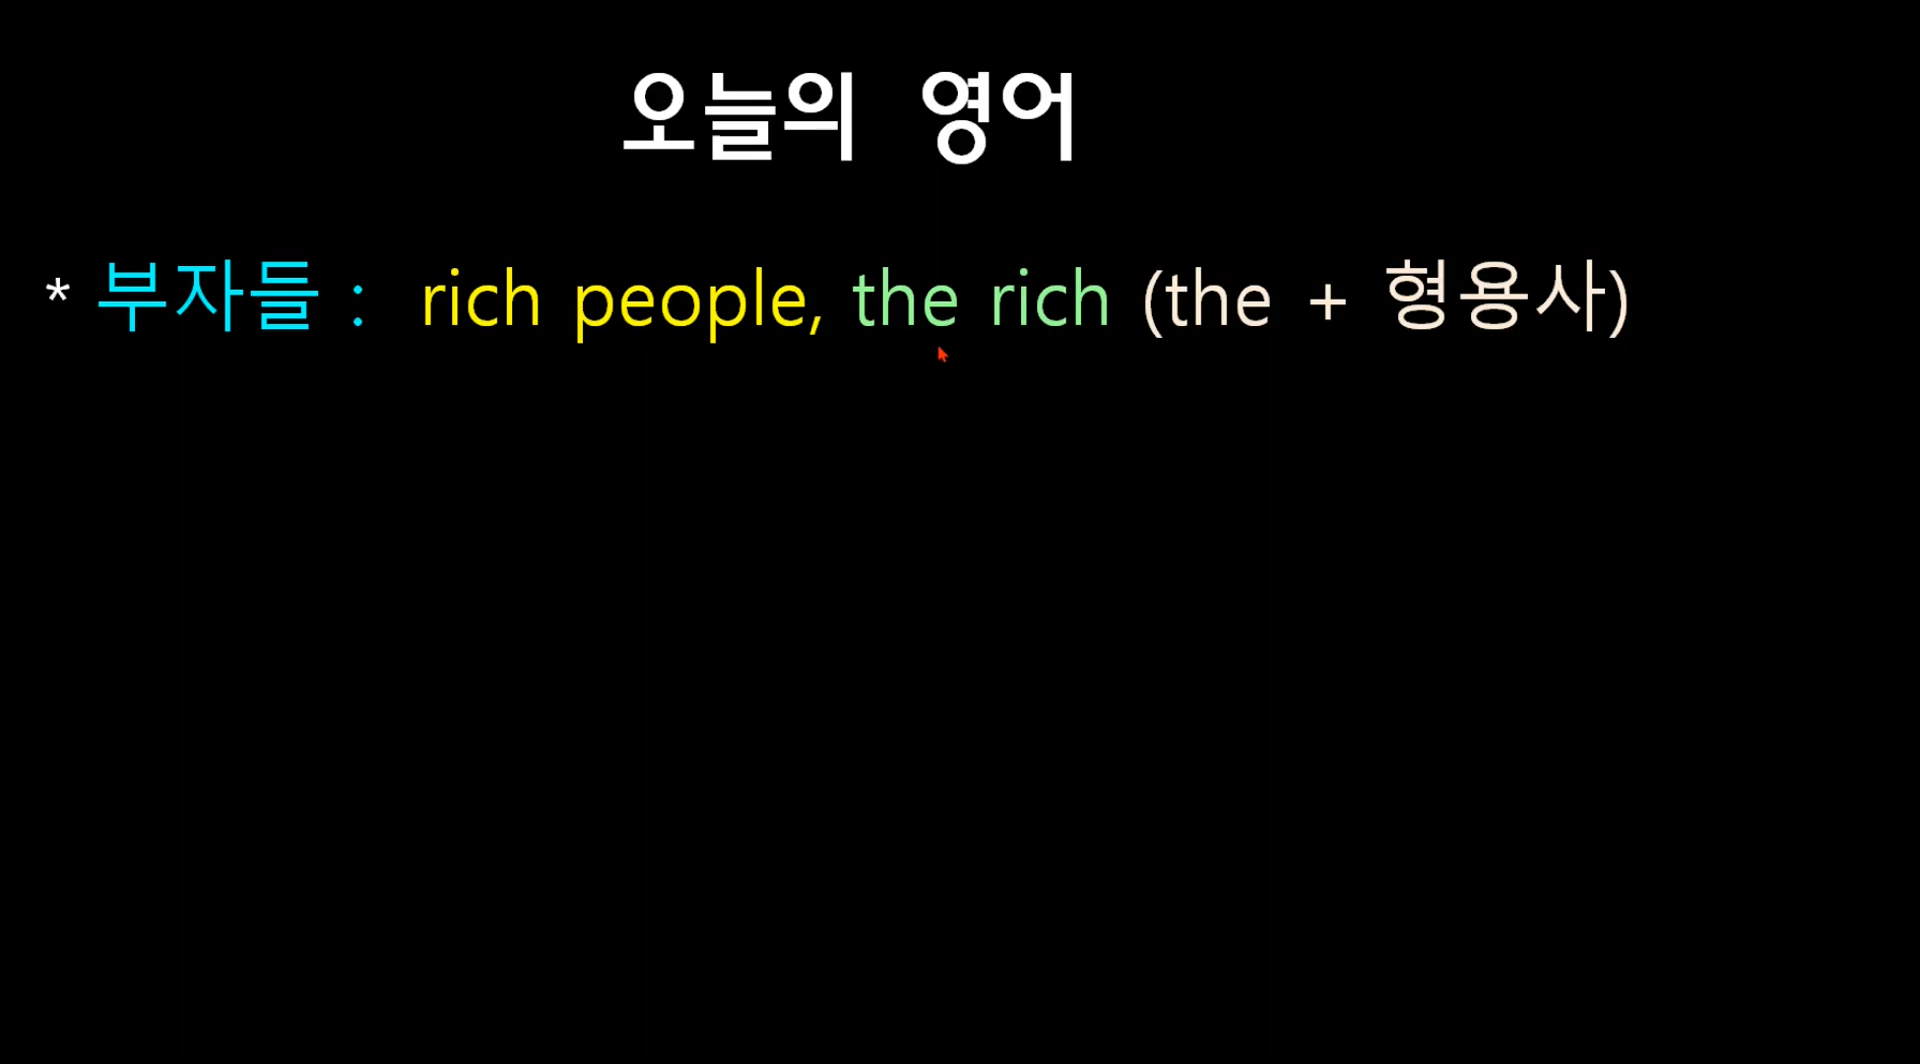 오늘의 영어
* 부자들 : rich people, the rich (the + 형용사)